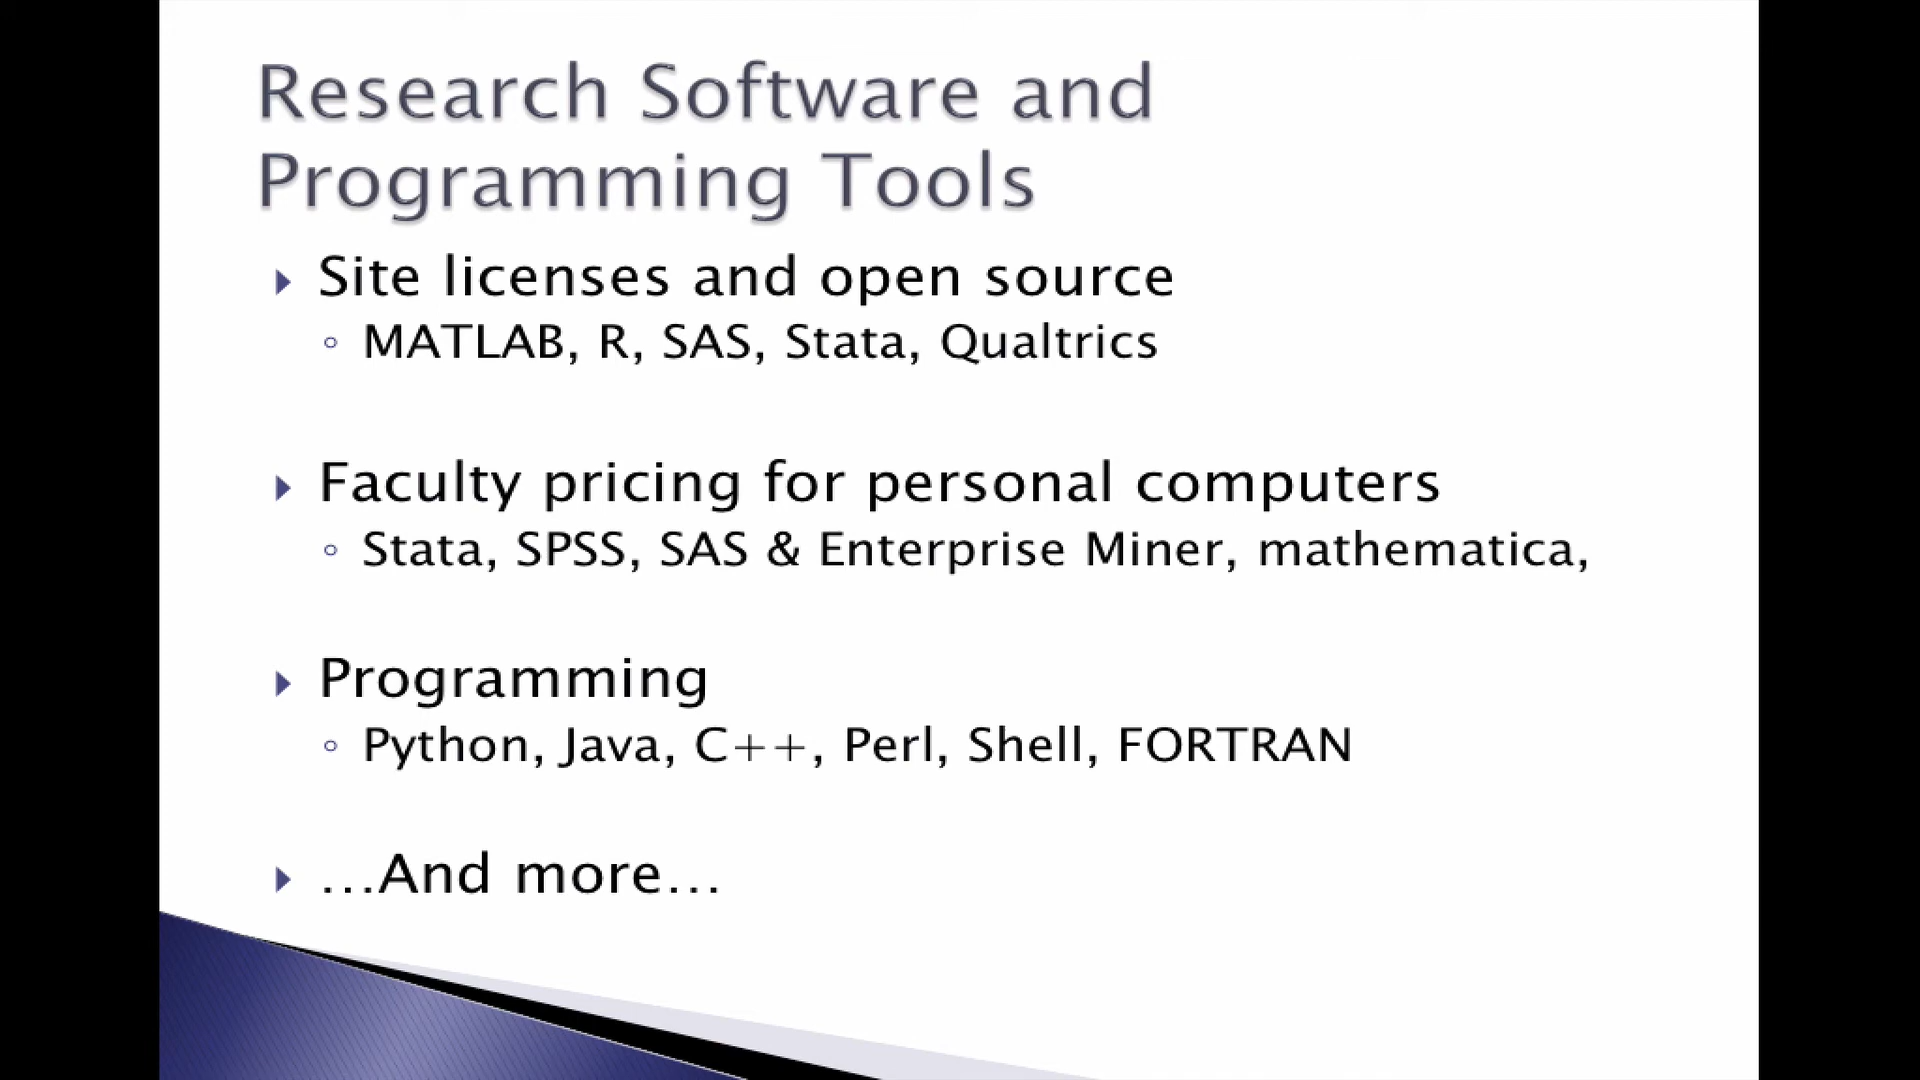 Research Software and
Programming Tools
Site licenses and open source
MATLAB, R, SAS, Stata, Qualtrics
Faculty pricing for personal computers
Stata, SPSS, SAS & Enterprise Miner, mathematica,
Programming
Python, Java, C++, Perl, Shell, FORTRAN
...And more...